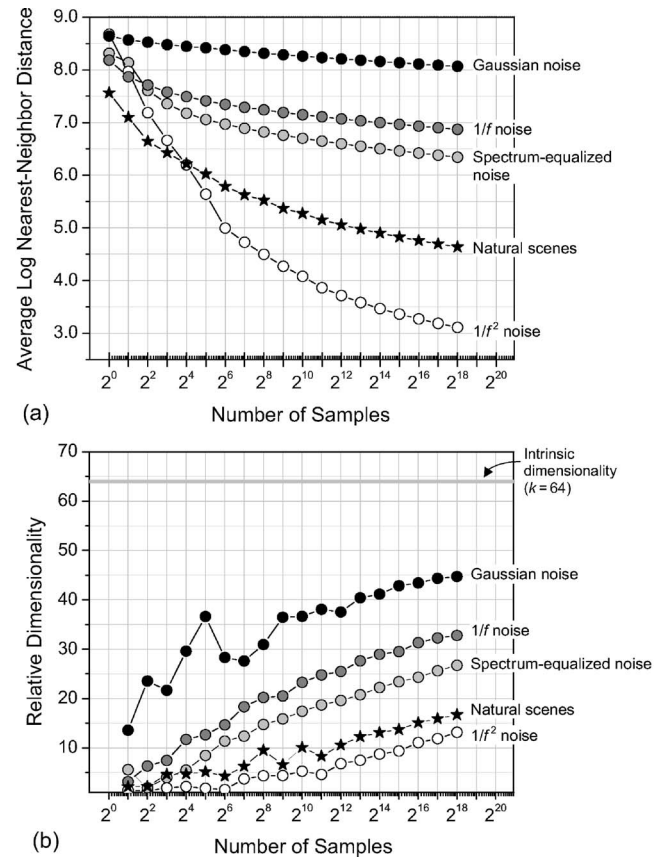 9.0
8.0
7.0
6.0
5.0
4.0
3.0
Average Log Nearest-Neighbor Distance
Gaussian noise
1/f noise
Spectrum-equalized
noise
Natural scenes
1/f² noise
2⁰ 2² 2⁴ 2⁶ 2⁸ 2¹⁰ 2¹² 2¹⁴ 2¹⁶ 2¹⁸ 2²⁰
(a)
Number of Samples
70
60
50
40
30
20
10
Relative Dimensionality
Intrinsic
dimensionality
(k = 64)
Gaussian noise
1/f noise
Spectrum-equalized noise
Natural scenes
1/f² noise
2⁰ 2² 2⁴ 2⁶ 2⁸ 2¹⁰ 2¹² 2¹⁴ 2¹⁶ 2¹⁸ 2²⁰
(b)
Number of Samples